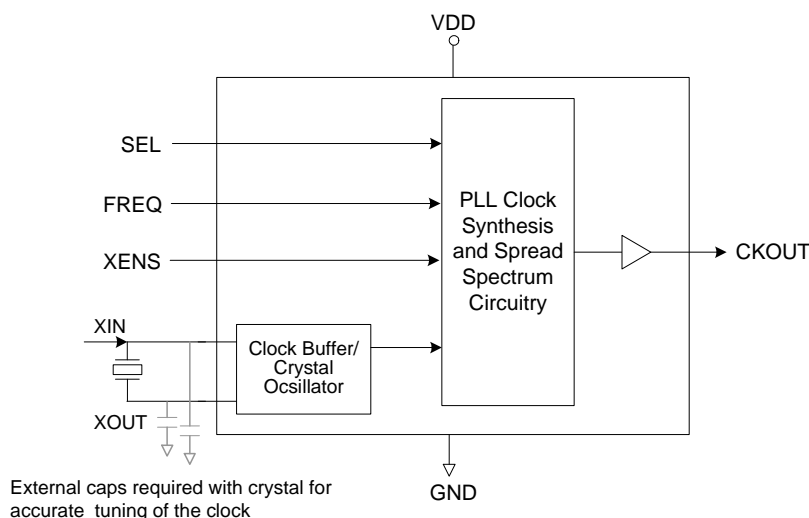 VDD
SEL
FREQ
XENS
PLL Clock
Synthesis
and Spread
Spectrum
Circuitry
CKOUT
XIN
Clock Buffer/
Crystal
Ocsillator
XOUT
GND
External caps required with crystal for
accurate tuning of the clock